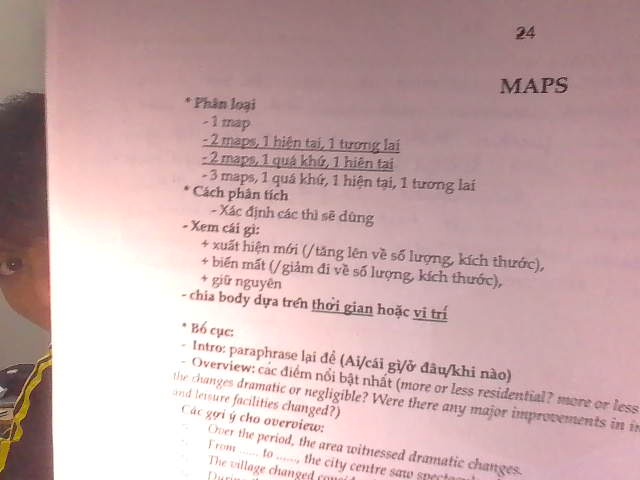 24
MAPS
* Phân loại
- 1 map
- 2 maps, 1 hiện tại, 1 tương lai
- 2 maps, 1 quá khứ, 1 hiện tại
- 3 maps, 1 quá khứ, 1 hiện tại, 1 tương lai
* Cách phân tích
- Xác định các thì sẽ dùng
- Xem cái gì:
+ xuất hiện mới (/tăng lên về số lượng, kích thước),
+ biến mất (/giảm đi về số lượng, kích thước),
+ giữ nguyên
- chia body dựa trên thời gian hoặc vị trí
* Bố cục:
- Intro: paraphrase lại đề (Ai/cái gì/ở đâu/khi nào)
- Overview: các điểm nổi bật nhất (more or less residential? more or less
the changes dramatic or negligible? Were there any major improvements in
and leisure facilities changed?)
Các gợi ý cho overview:
- Over the period, the area witnessed dramatic changes.
- From ...... to ......, the city centre saw
- The village changed